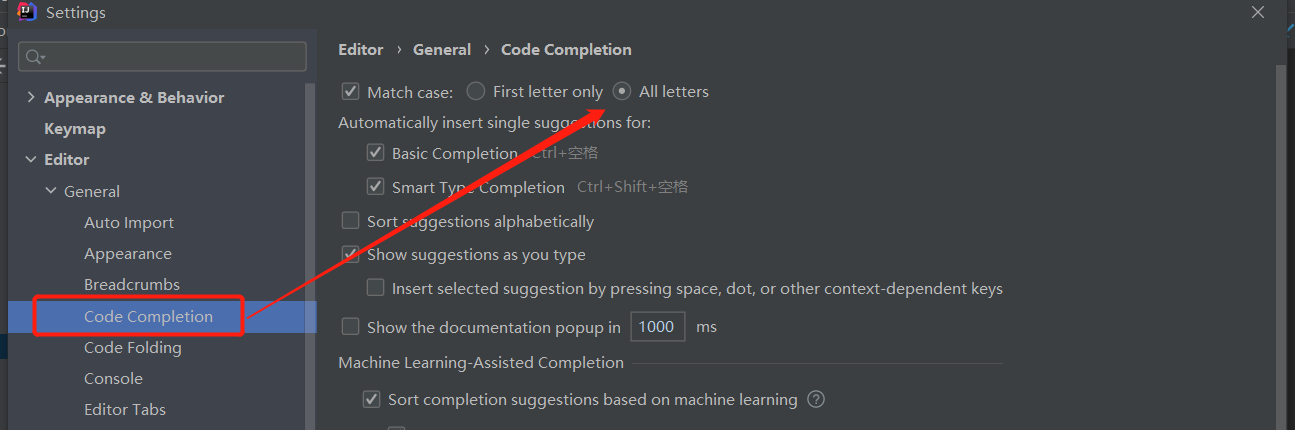 Settings
Appearance & Behavior
Keymap
Editor
General
Auto Import
Appearance
Breadcrumbs
Code Completion
Code Folding
Console
Editor Tabs
Editor › General › Code Completion
Match case: First letter only All letters
Automatically insert single suggestions for:
Basic Completion Ctrl+空格
Smart Type Completion Ctrl+Shift+空格
Sort suggestions alphabetically
Show suggestions as you type
Insert selected suggestion by pressing space, dot, or other context-dependent keys
Show the documentation popup in 1000 ms
Machine Learning-Assisted Completion
Sort completion suggestions based on machine learning ?